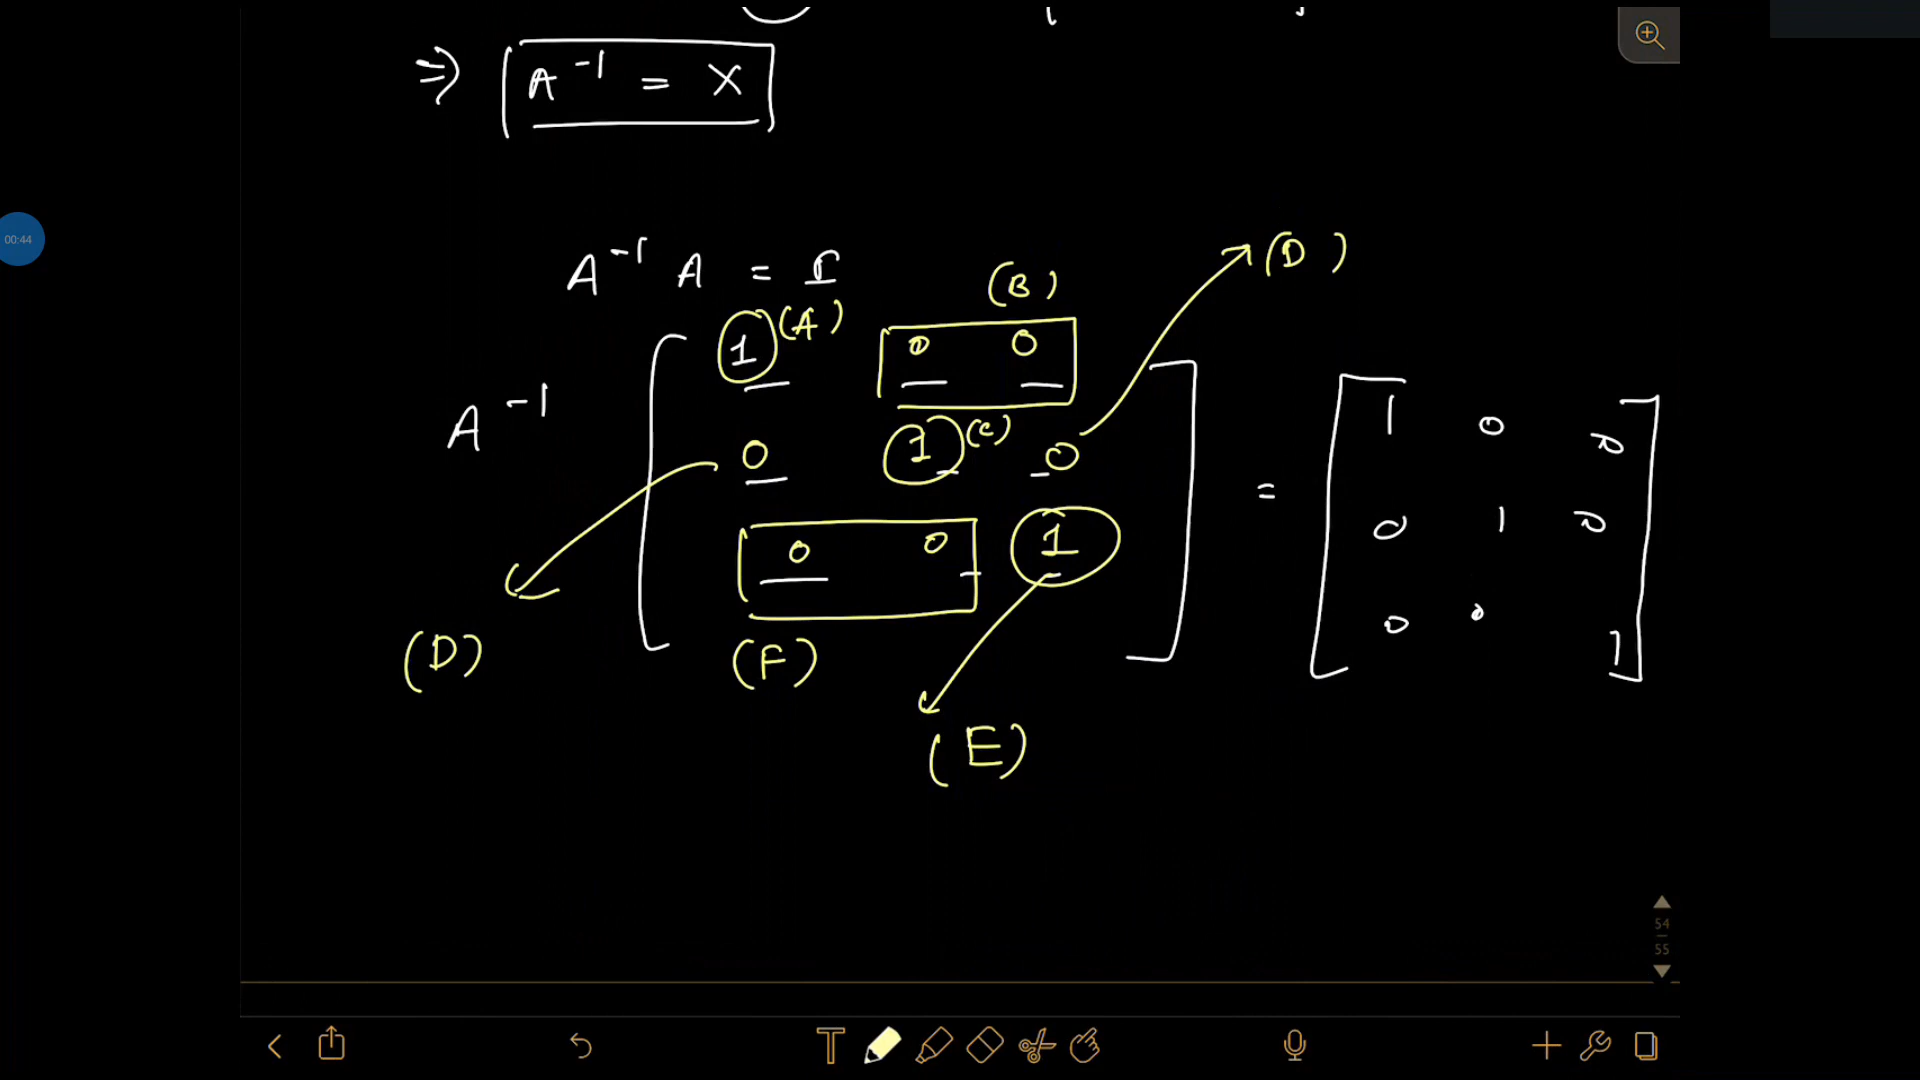 ⇒ A⁻¹ = X
00:44
A⁻¹ A = I
(B)
(D)
1 (A) 0 0
A⁻¹ 0 1 (C) 0 = 1 0 0
0 1 0
0 0 1
0 0 1
(D) (F)
(E)
54
55
T